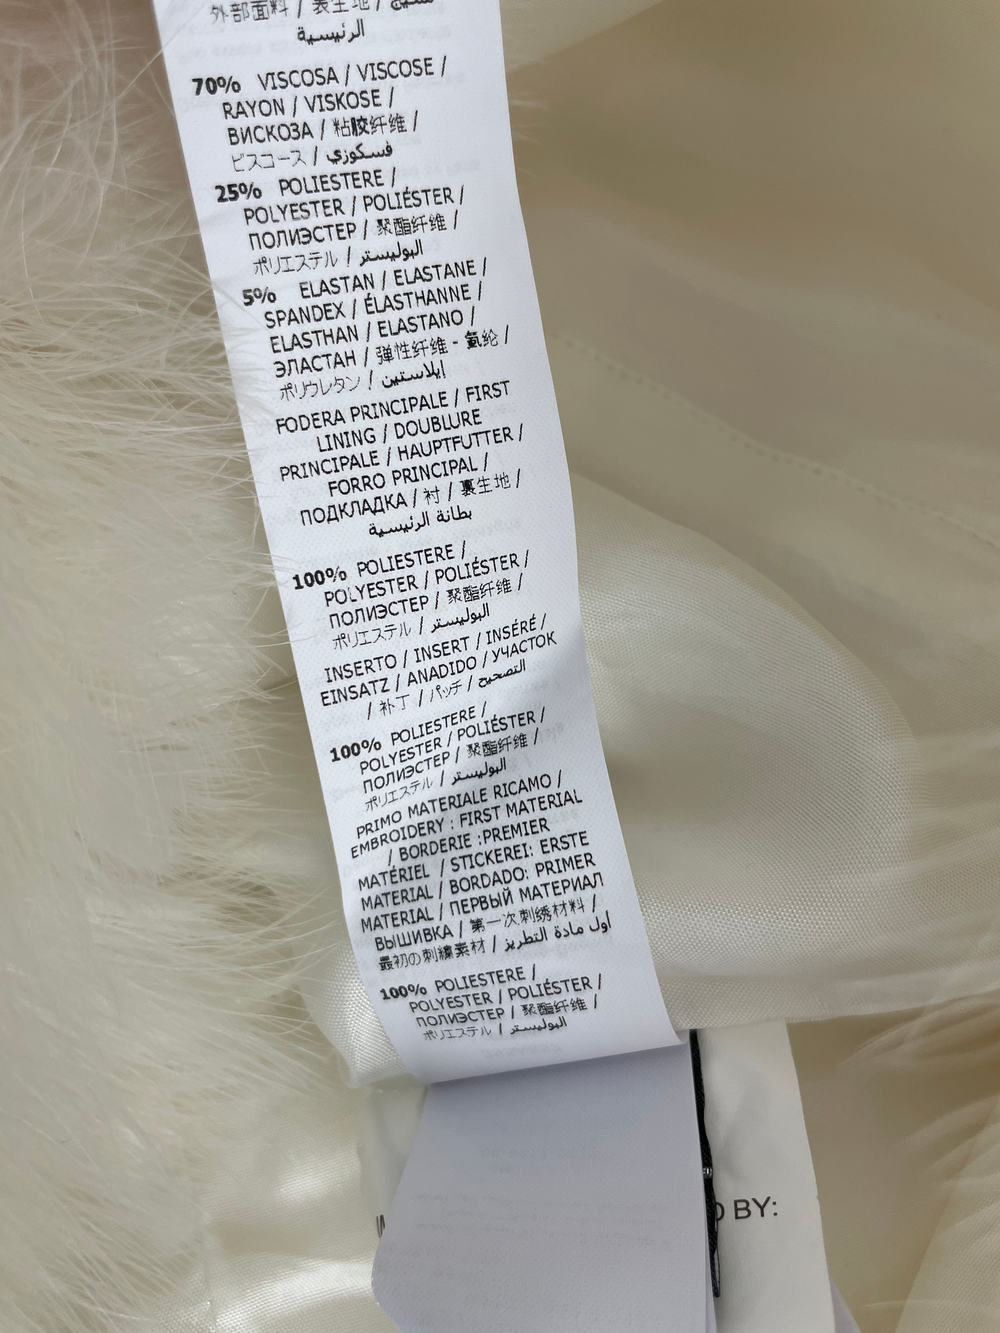 外部面料 / 表生地 / نسيج
الرئيسية
70% VISCOSA / VISCOSE /
RAYON / VISKOSE /
ВИСКОЗА / 粘胶纤维 /
ビスコース / فسكوزي
25% POLIESTERE /
POLYESTER / POLIÉSTER /
ПОЛИЭСТЕР / 聚酯纤维 /
ポリエステル / البوليستر
5% ELASTAN / ELASTANE /
SPANDEX / ÉLASTHANNE /
ELASTHAN / ELASTANO /
ЭЛАСТАН / 弹性纤维 - 氨纶 /
ポリウレタン / إيلاستين
FODERA PRINCIPALE / FIRST
LINING / DOUBLURE
PRINCIPALE / HAUPTFUTTER /
FORRO PRINCIPAL /
ПОДКЛАДКА / 衬 / 裏生地 /
بطانة الرئيسية
100% POLIESTERE /
POLYESTER / POLIÉSTER /
ПОЛИЭСТЕР / 聚酯纤维 /
ポリエステル / البوليستر
INSERTO / INSERT / INSÉRÉ /
EINSATZ / ANADIDO / УЧАСТОК
/ 补丁 / パッチ / التصحيح
100% POLIESTERE /
POLYESTER / POLIÉSTER /
ПОЛИЭСТЕР / 聚酯纤维 /
ポリエステル / البوليستر
PRIMO MATERIALE RICAMO /
EMBROIDERY : FIRST MATERIAL
/ BORDERIE :PREMIER
MATÉRIEL / STICKEREI: ERSTE
MATERIAL / BORDADO: PRIMER
MATERIAL / ПЕРВЫЙ МАТЕРИАЛ
ВЫШИВКА / 第一次刺绣材料 /
最初の刺繍素材 / اول مادة التطريز
100% POLIESTERE /
POLYESTER / POLIÉSTER /
ПОЛИЭСТЕР / 聚酯纤维 /
ポリエステル / البوليستر
BY: